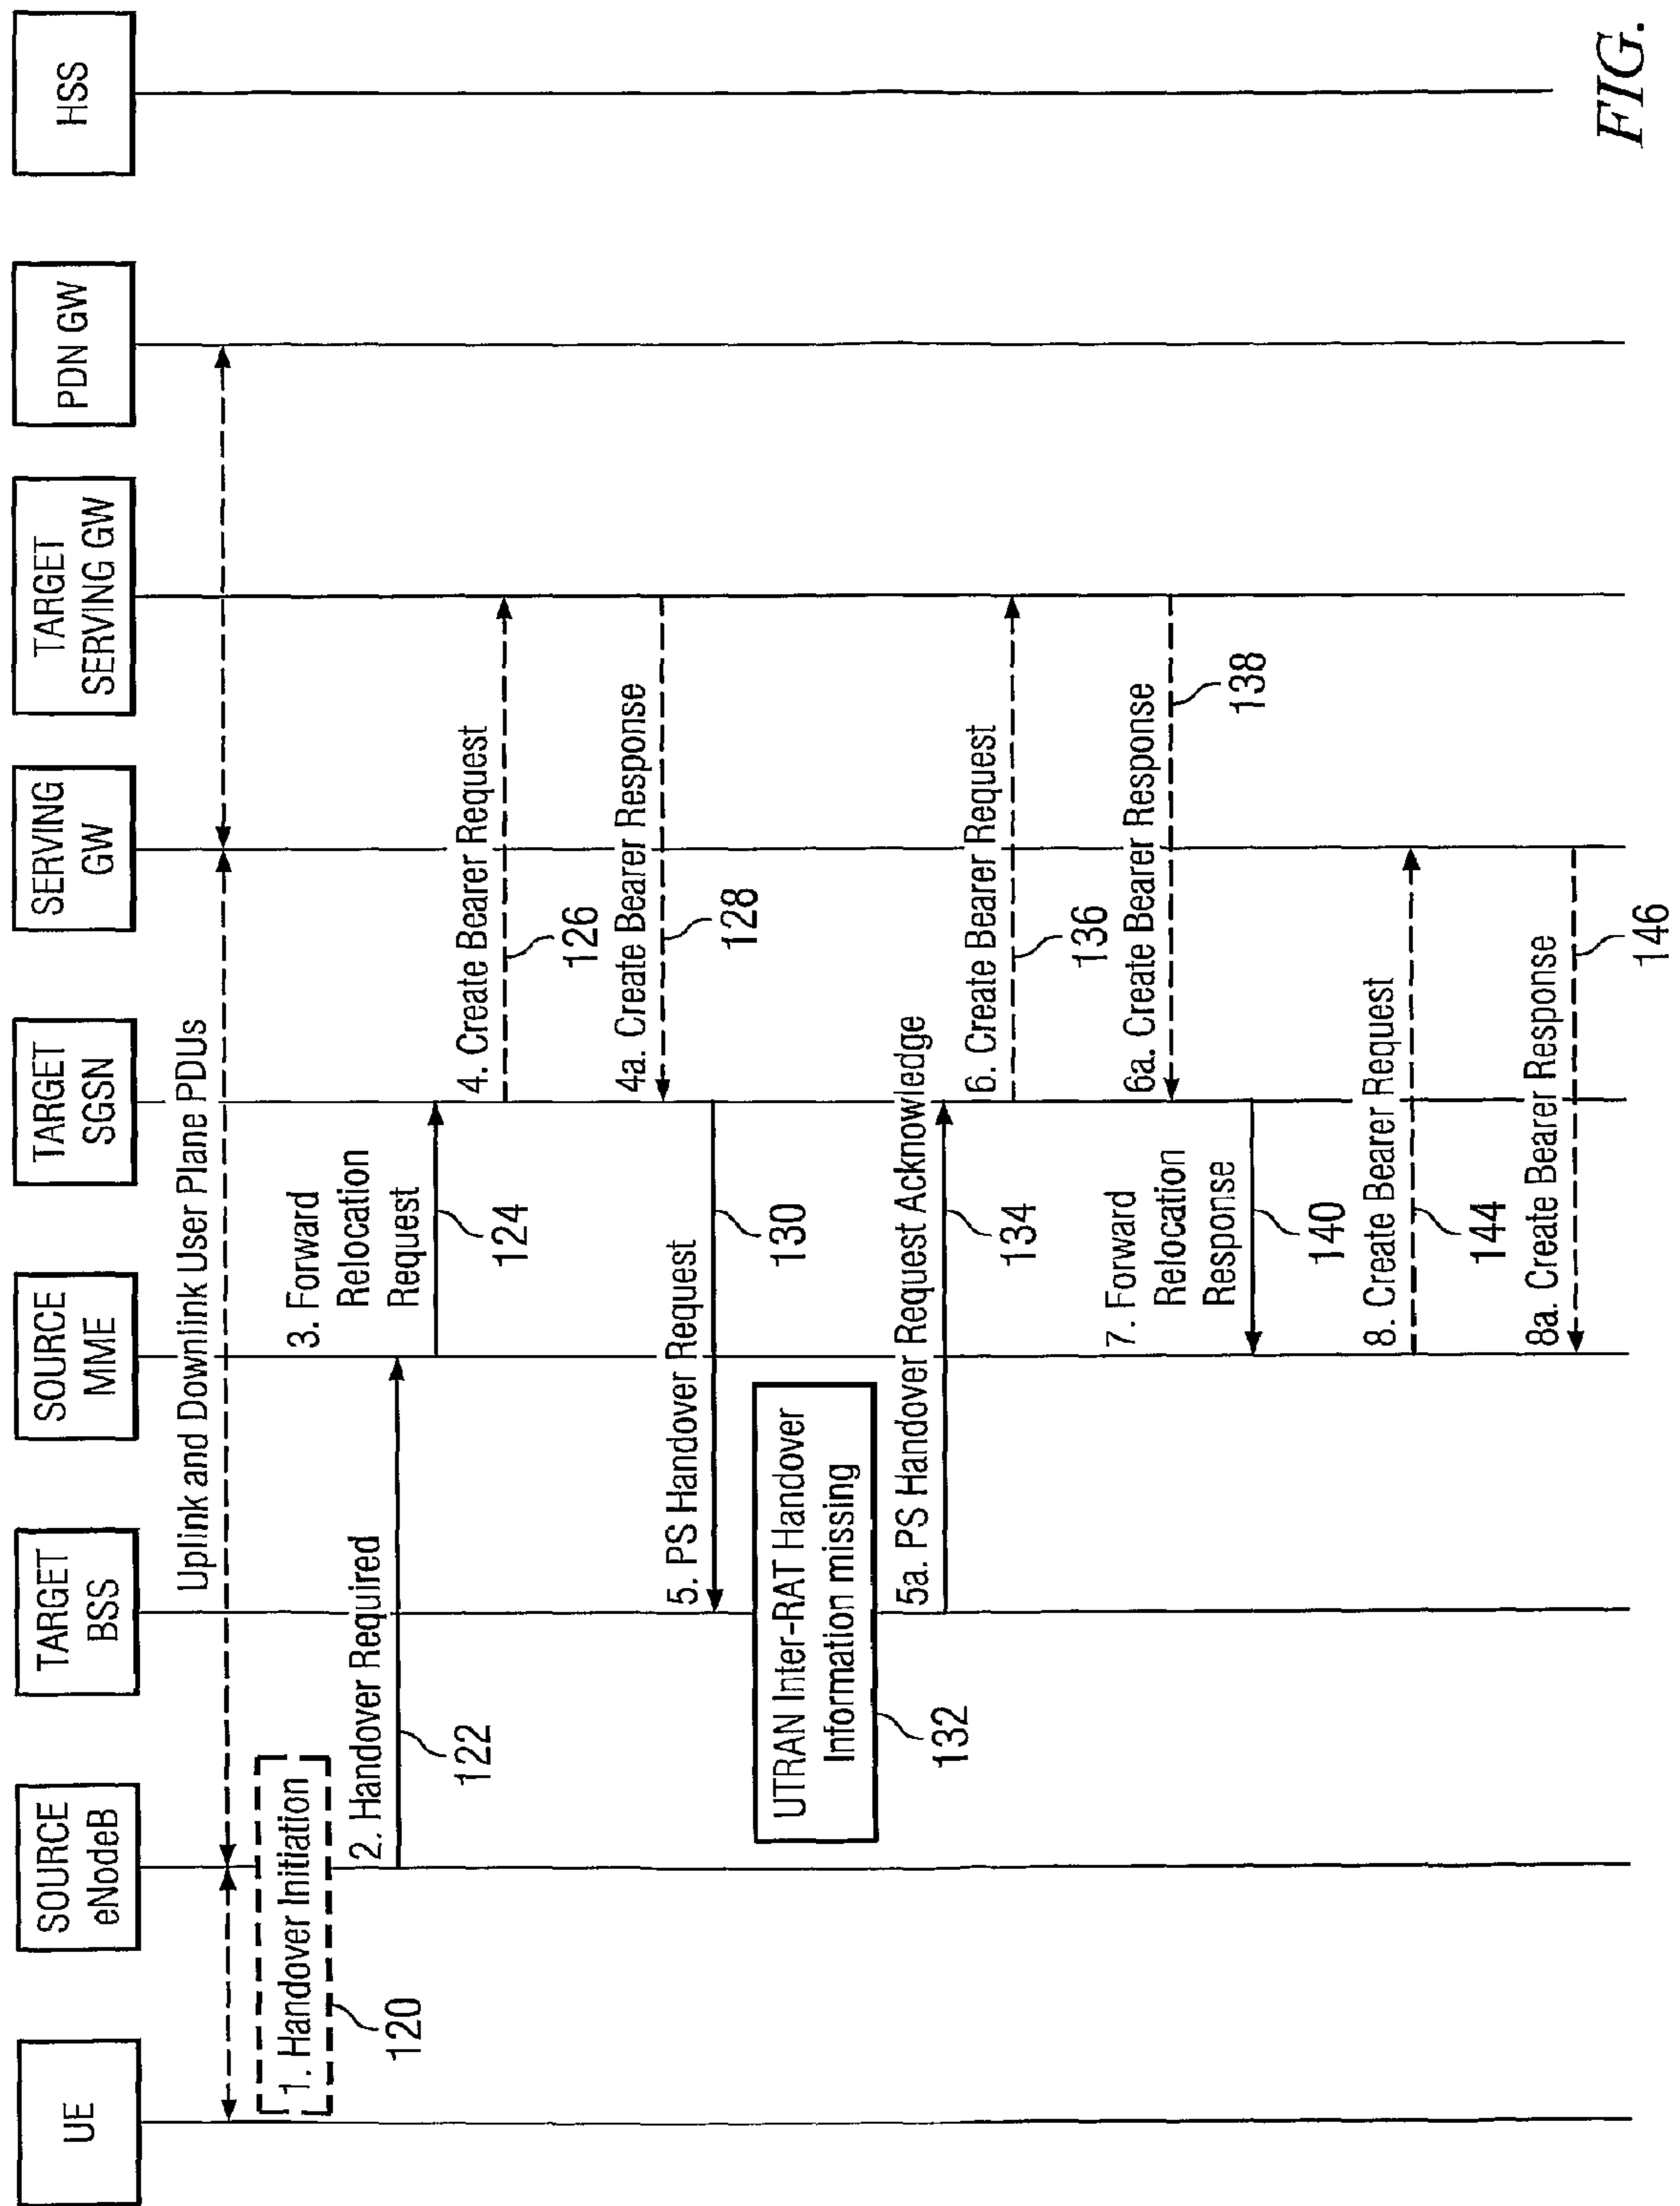 UE
SOURCE
eNodeB
TARGET
BSS
SOURCE
MME
TARGET
SGSN
SERVING
GW
TARGET
SERVING GW
PDN GW
HSS
Uplink and Downlink User Plane PDUs
1. Handover Initiation
120
2. Handover Required
122
3. Forward
Relocation
Request
124
4. Create Bearer Request
126
4a. Create Bearer Response
128
5. PS Handover Request
130
UTRAN Inter-RAT Handover
Information missing
132
5a. PS Handover Request Acknowledge
134
6. Create Bearer Request
136
6a. Create Bearer Response
138
7. Forward
Relocation
Response
140
8. Create Bearer Request
144
8a. Create Bearer Response
146
FIG.